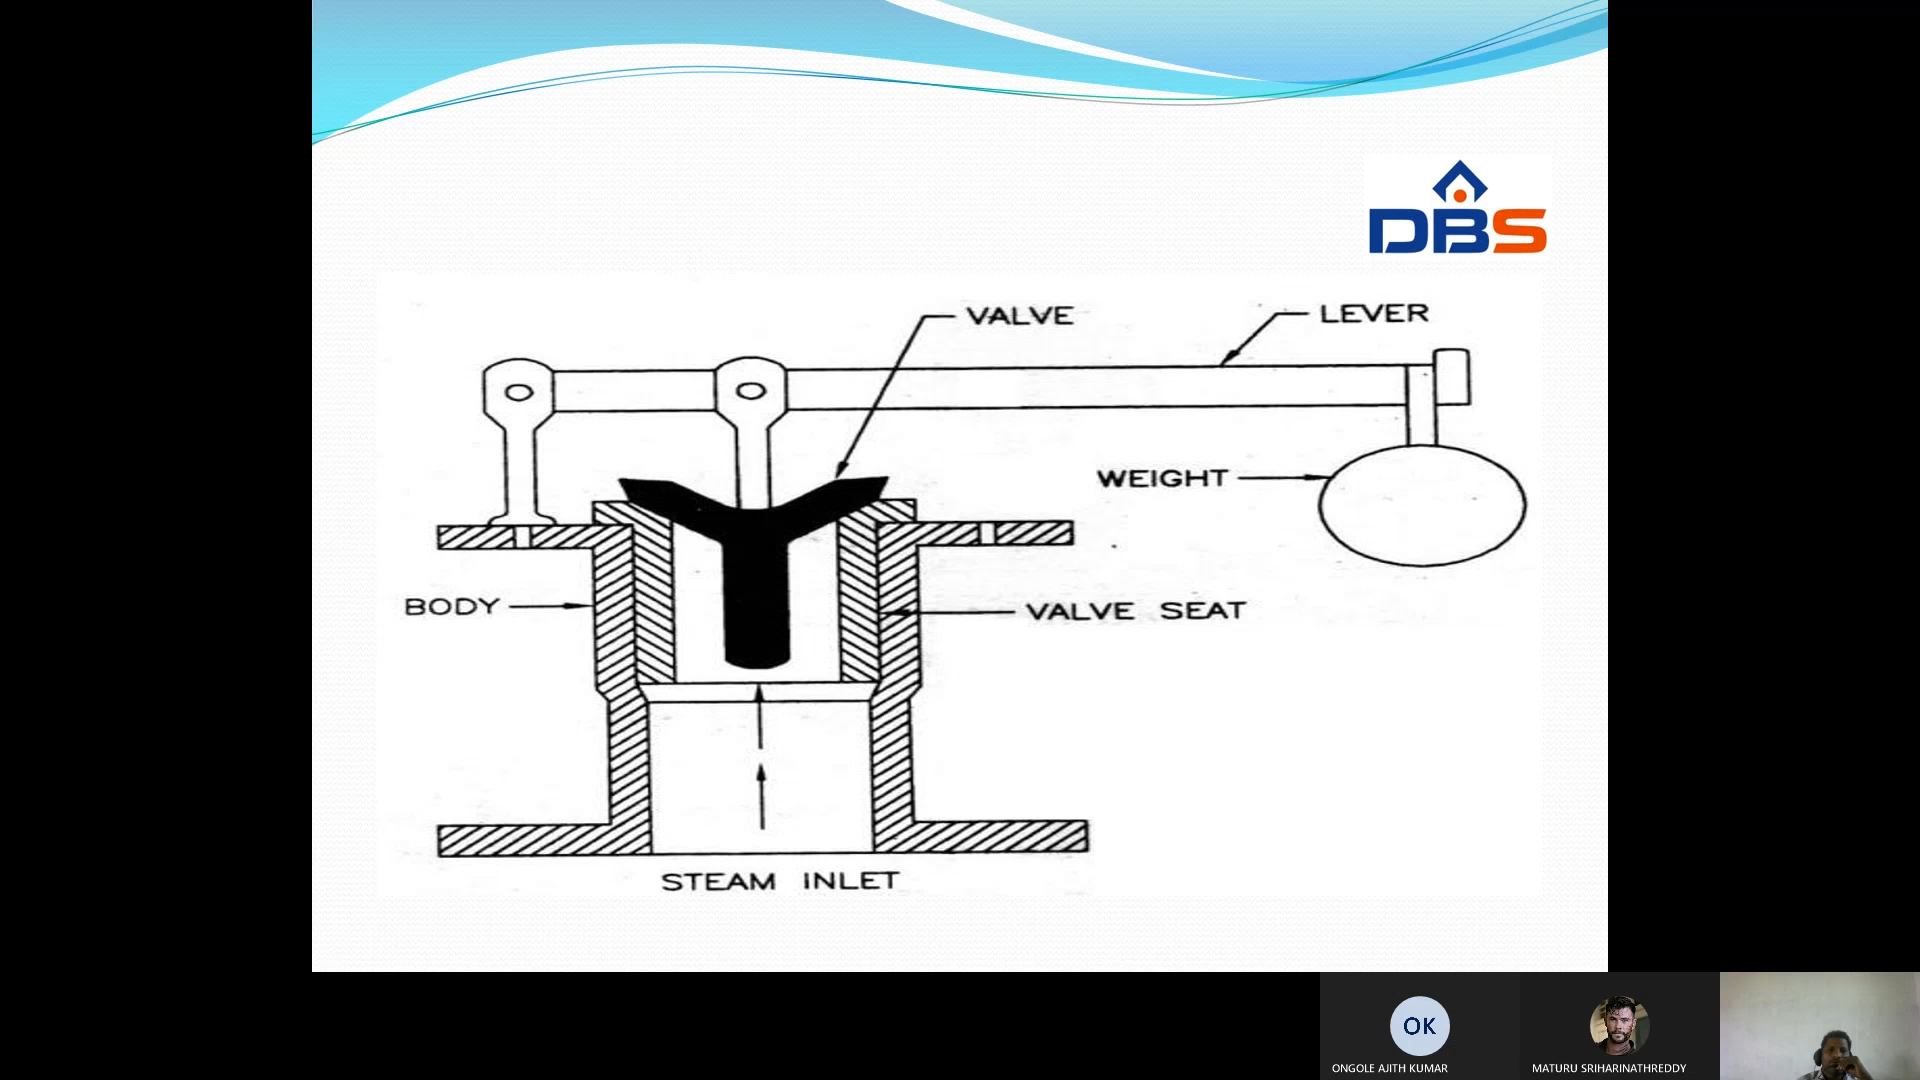 DBS
VALVE
LEVER
WEIGHT
BODY
VALVE SEAT
STEAM INLET
OK
ONGOLE AJITH KUMAR
MATURU SRIHARINATHREDDY